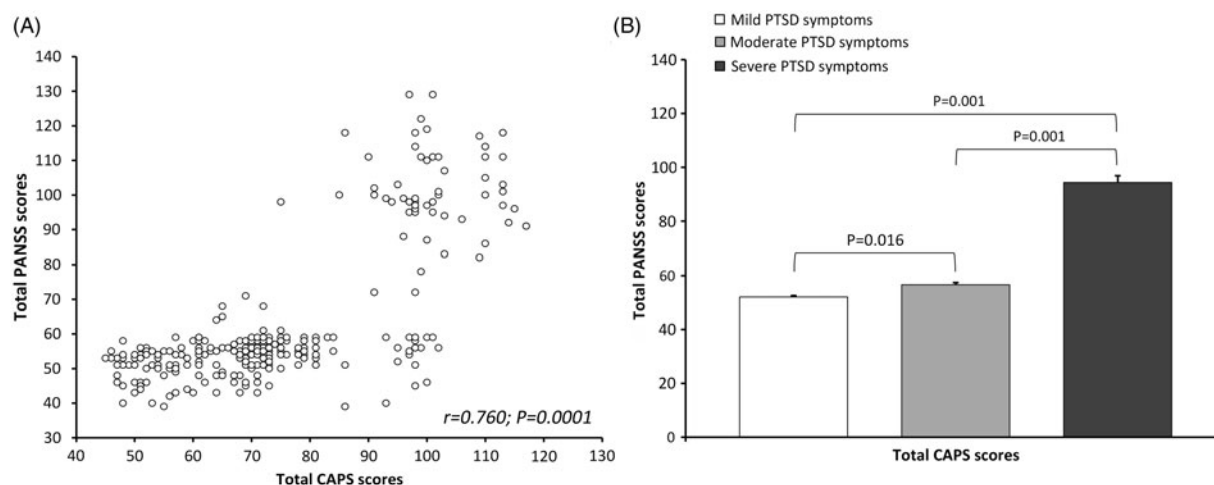 (A)
140
130
120
110
100
90
80
70
60
50
40
30
Total PANSS scores
40 50 60 70 80 90 100 110 120 130
Total CAPS scores
r=0.760; P=0.0001
(B)
Mild PTSD symptoms
Moderate PTSD symptoms
Severe PTSD symptoms
140
120
100
80
60
40
20
0
Total PANSS scores
P=0.001
P=0.001
P=0.016
Total CAPS scores